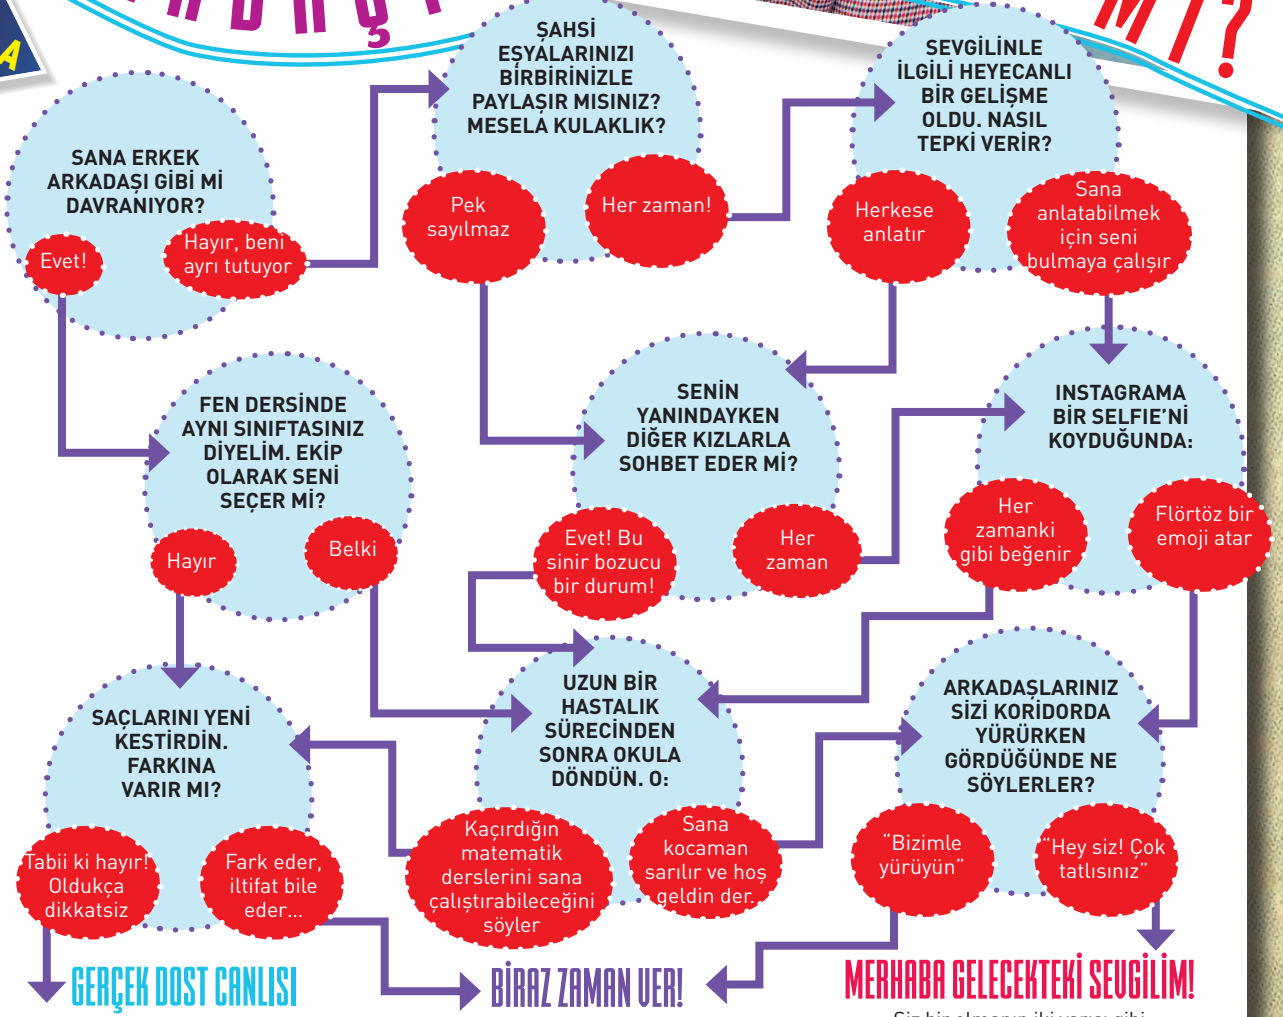 A
Mİ?
ŞAHSİ
EŞYALARINIZI
BİRBİRİNİZLE
PAYLAŞIR MISINIZ?
MESELA KULAKLIK?
Pek
sayılmaz
Her zaman!
SEVGİLİNLE
İLGİLİ HEYECANLI
BİR GELİŞME
OLDU. NASIL
TEPKİ VERİR?
Herkese
anlatır
Sana
anlatabilmek
için seni
bulmaya çalışır
SANA ERKEK
ARKADAŞI GİBİ Mİ
DAVRANIYOR?
Evet!
Hayır, beni
ayrı tutuyor
FEN DERSİNDE
AYNI SINIFTASINIZ
DİYELİM. EKİP
OLARAK SENİ
SEÇER Mİ?
Hayır
Belki
SENİN
YANINDAYKEN
DİĞER KIZLARLA
SOHBET EDER Mİ?
Evet! Bu
sinir bozucu
bir durum!
Her
zaman
INSTAGRAMA
BİR SELFIE’Nİ
KOYDUĞUNDA:
Her
zamanki
gibi beğenir
Flörtöz bir
emoji atar
SAÇLARINI YENİ
KESTİRDİN.
FARKINA
VARIR MI?
Tabii ki hayır!
Oldukça
dikkatsiz
Fark eder,
iltifat bile
eder...
UZUN BİR
HASTALIK
SÜRECİNDEN
SONRA OKULA
DÖNDÜN. O:
Kaçırdığın
matematik
derslerini sana
çalıştırabileceğini
söyler
Sana
kocaman
sarılır ve hoş
geldin der.
ARKADAŞLARINIZ
SİZİ KORİDORDA
YÜRÜRKEN
GÖRDÜĞÜNDE NE
SÖYLERLER?
“Bizimle
yürüyün”
“Hey siz! Çok
tatlısınız”
GERÇEK DOST CANLISI
BİRAZ ZAMAN VER!
MERHABA GELECEKTEKİ SEVGİLİM!
Siz bir elmanın iki yarısı gibi